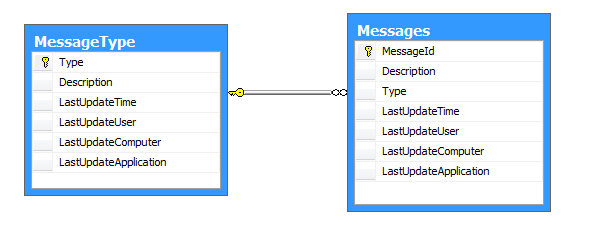 MessageType
Type
Description
LastUpdateTime
LastUpdateUser
LastUpdateComputer
LastUpdateApplication
Messages
MessageId
Description
Type
LastUpdateTime
LastUpdateUser
LastUpdateComputer
LastUpdateApplication